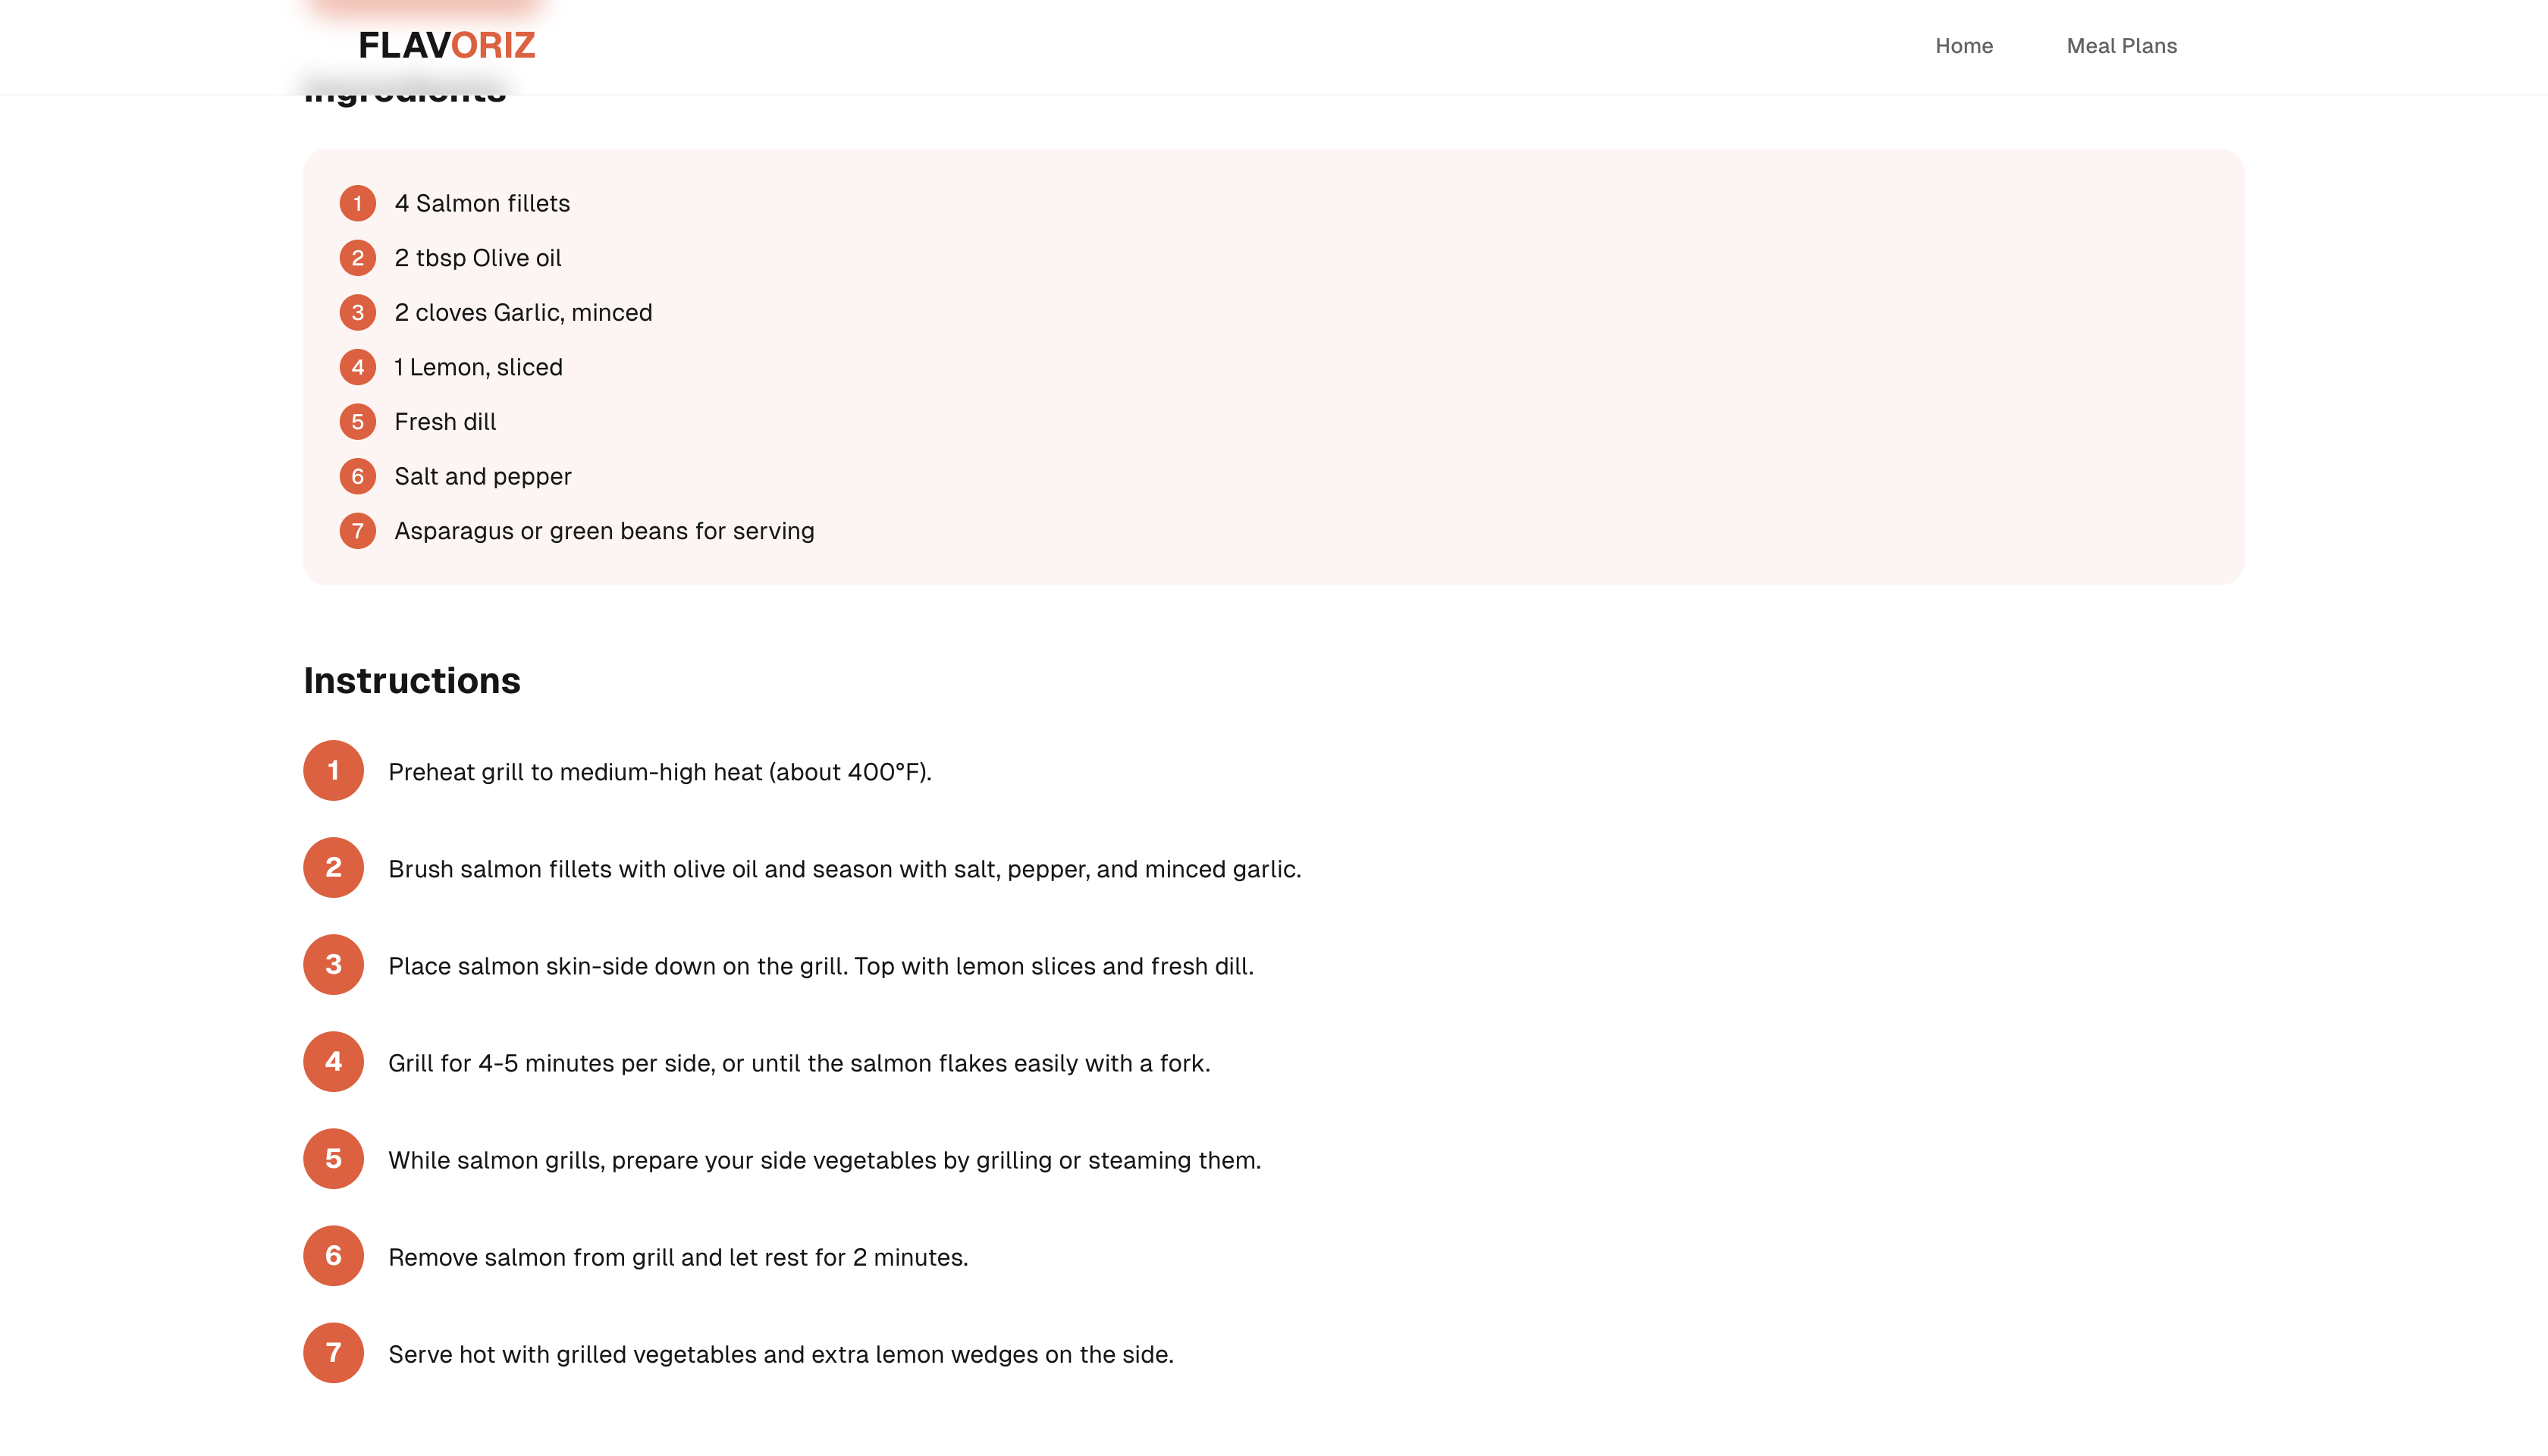 FLAVORIZ
Home
Meal Plans
Ingredients
1 4 Salmon fillets
2 2 tbsp Olive oil
3 2 cloves Garlic, minced
4 1 Lemon, sliced
5 Fresh dill
6 Salt and pepper
7 Asparagus or green beans for serving
Instructions
1 Preheat grill to medium-high heat (about 400°F).
2 Brush salmon fillets with olive oil and season with salt, pepper, and minced garlic.
3 Place salmon skin-side down on the grill. Top with lemon slices and fresh dill.
4 Grill for 4-5 minutes per side, or until the salmon flakes easily with a fork.
5 While salmon grills, prepare your side vegetables by grilling or steaming them.
6 Remove salmon from grill and let rest for 2 minutes.
7 Serve hot with grilled vegetables and extra lemon wedges on the side.